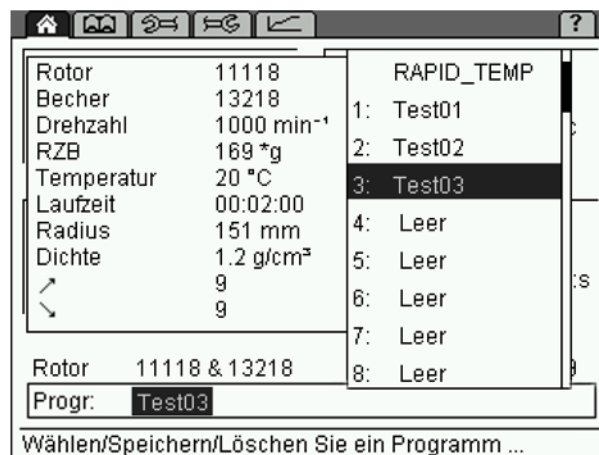 ?
Rotor 11118
Becher 13218
Drehzahl 1000 min⁻¹
RZB 169 *g
Temperatur 20 °C
Laufzeit 00:02:00
Radius 151 mm
Dichte 1.2 g/cm³
↗ 9
↘ 9
RAPID_TEMP
1: Test01
2: Test02
3: Test03
4: Leer
5: Leer
6: Leer
7: Leer
8: Leer
:s
Rotor 11118 & 13218
Progr: Test03
Wählen/Speichern/Löschen Sie ein Programm ...